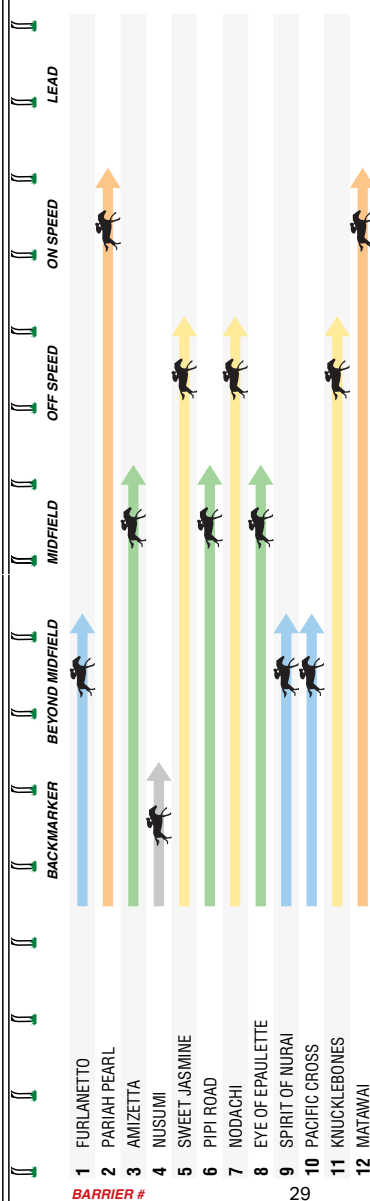 BACKMARKER
BEYOND MIDFIELD
MIDFIELD
OFF SPEED
ON SPEED
LEAD
1 FURLANETTO
2 PARIAH PEARL
3 AMIZETTA
4 NUSUMI
5 SWEET JASMINE
6 PIPI ROAD
7 NODACHI
8 EYE OF EPAULETTE
9 SPIRIT OF NURAI
10 PACIFIC CROSS
11 KNUCKLEBONES
12 MATAWAI
BARRIER #
29